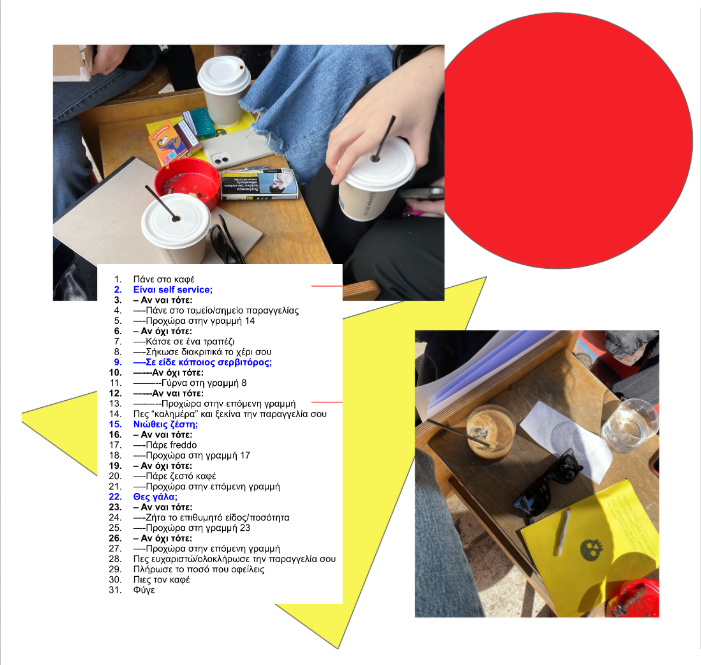 1. Πάνε στο καφέ
2. Είναι self service;
3. – Αν ναι τότε:
4. —-Πάνε στο ταμείο/σημείο παραγγελίας
5. —-Προχώρα στην γραμμή 14
6. – Αν όχι τότε:
7. —-Κάτσε σε ένα τραπέζι
8. —-Σήκωσε διακριτικά το χέρι σου
9. —-Σε είδε κάποιος σερβιτόρος;
10. —----Αν όχι τότε:
11. —------Γύρνα στη γραμμή 8
12. —----Αν ναι τότε:
13. —------Προχώρα στην επόμενη γραμμή
14. Πες “καλημέρα” και ξεκίνα την παραγγελία σου
15. Νιώθεις ζέστη;
16. – Αν ναι τότε:
17. —-Πάρε freddo
18. —-Προχώρα στη γραμμή 17
19. – Αν όχι τότε:
20. —-Πάρε ζεστό καφέ
21. —-Προχώρα στην επόμενη γραμμή
22. Θες γάλα;
23. – Αν ναι τότε:
24. —-Ζήτα το επιθυμητό είδος/ποσότητα
25. —-Προχώρα στη γραμμή 23
26. – Αν όχι τότε:
27. —-Προχώρα στην επόμενη γραμμή
28. Πες ευχαριστώ/ολοκλήρωσε την παραγγελία σου
29. Πλήρωσε το ποσό που οφείλεις
30. Πιες τον καφέ
31. Φύγε